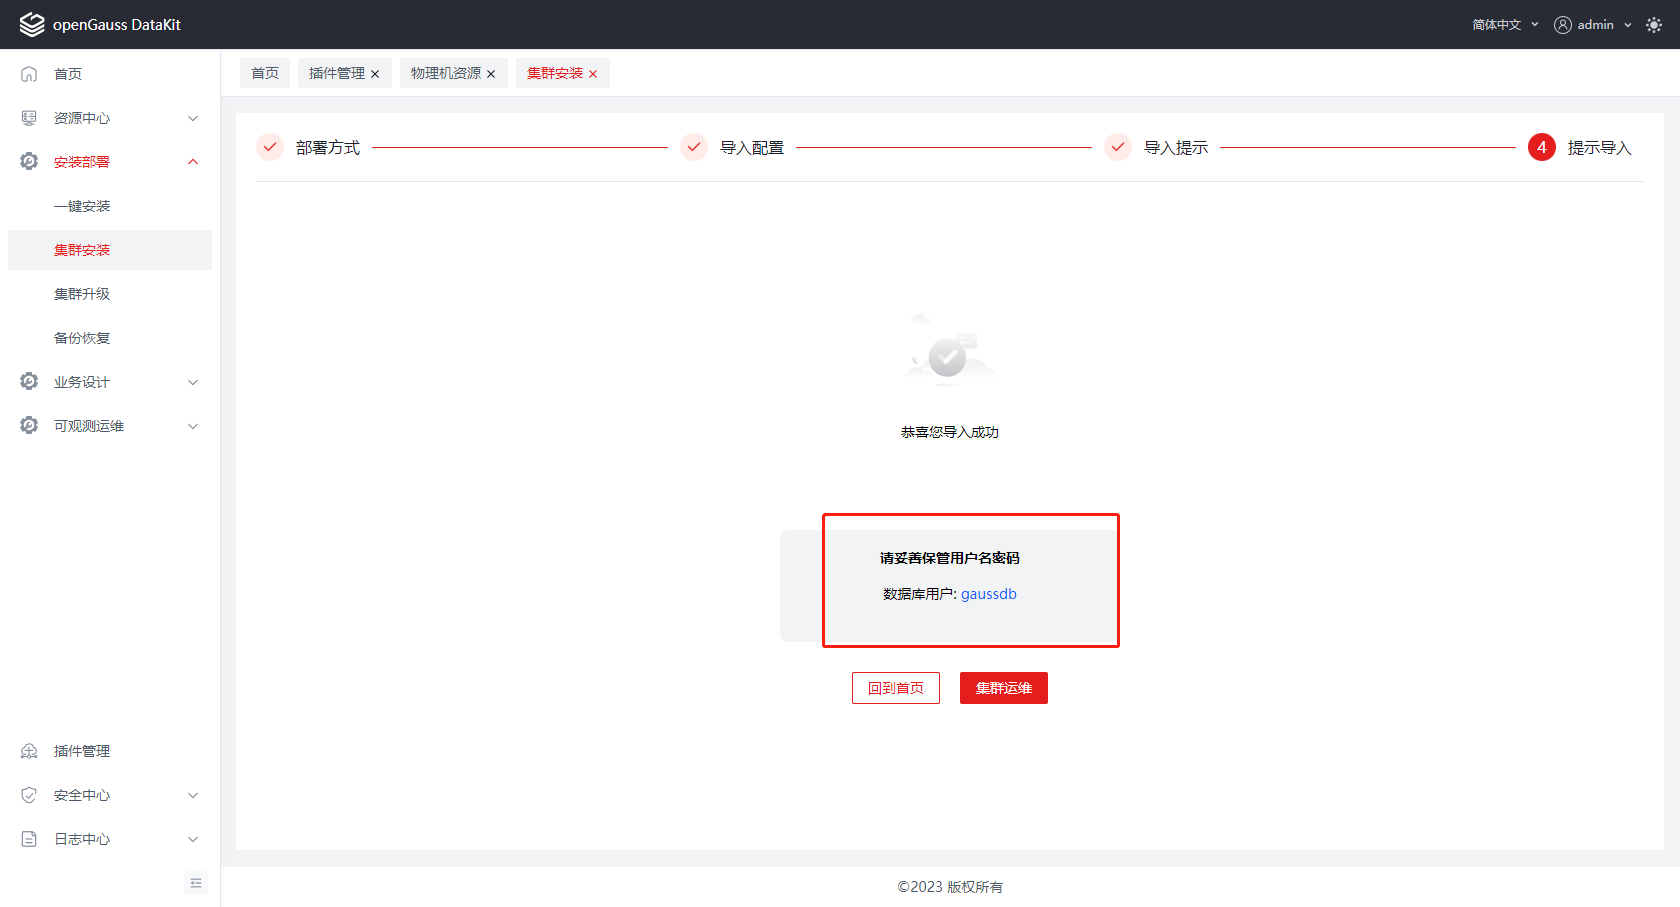 openGauss DataKit
简体中文
admin
首页
资源中心
安装部署
一键安装
集群安装
集群升级
备份恢复
业务设计
可观测运维
插件管理
安全中心
日志中心
首页
插件管理
物理机资源
集群安装
部署方式
导入配置
导入提示
4 提示导入
恭喜您导入成功
请妥善保管用户名密码
数据库用户: gaussdb
回到首页
集群运维
©2023 版权所有